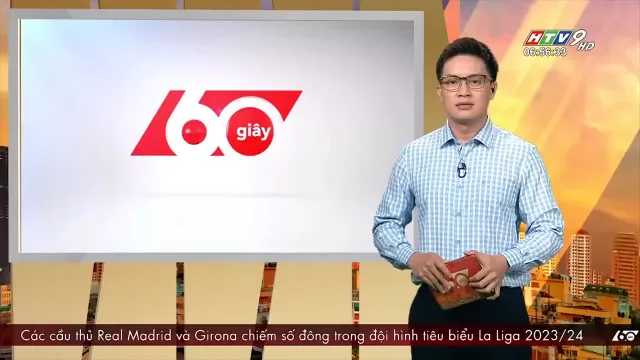 HTV9 HD
06:56:33
60 giây
Các cầu thủ Real Madrid và Girona chiếm số đông trong đội hình tiêu biểu La Liga 2023/24
60